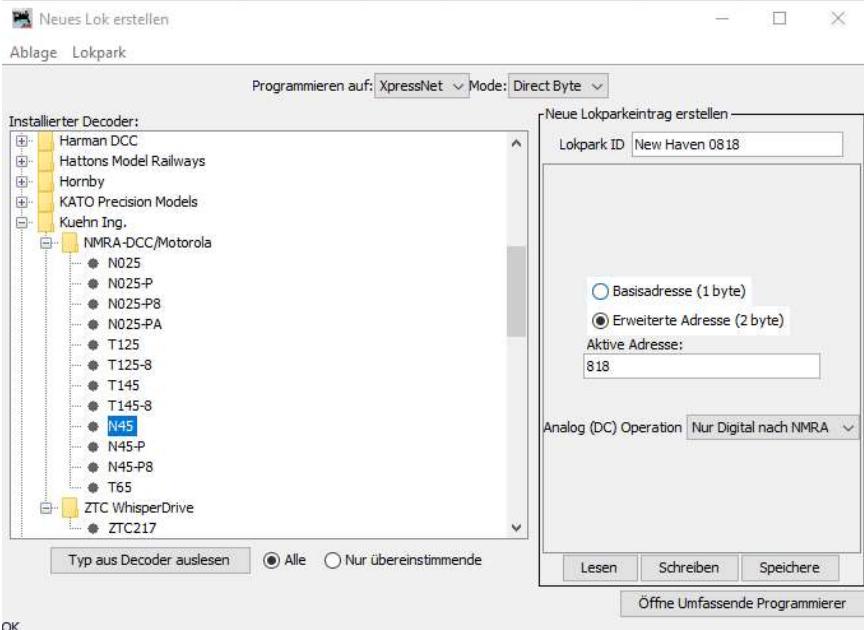 Neues Lok erstellen
Ablage Lokpark
Programmieren auf: XpressNet Mode: Direct Byte
Installierter Decoder:
Harman DCC
Hattons Model Railways
Hornby
KATO Precision Models
Kuehn Ing.
NMRA-DCC/Motorola
N025
N025-P
N025-P8
N025-PA
T125
T125-8
T145
T145-8
N45
N45-P
N45-P8
T65
ZTC WhisperDrive
ZTC217
Typ aus Decoder auslesen Alle Nur übereinstimmende
Neue Lokparkeintrag erstellen
Lokpark ID New Haven 0818
Basisadresse (1 byte)
Erweiterte Adresse (2 byte)
Aktive Adresse:
818
Analog (DC) Operation Nur Digital nach NMRA
Lesen Schreiben Speichere
Öffne Umfassende Programmierer
OK